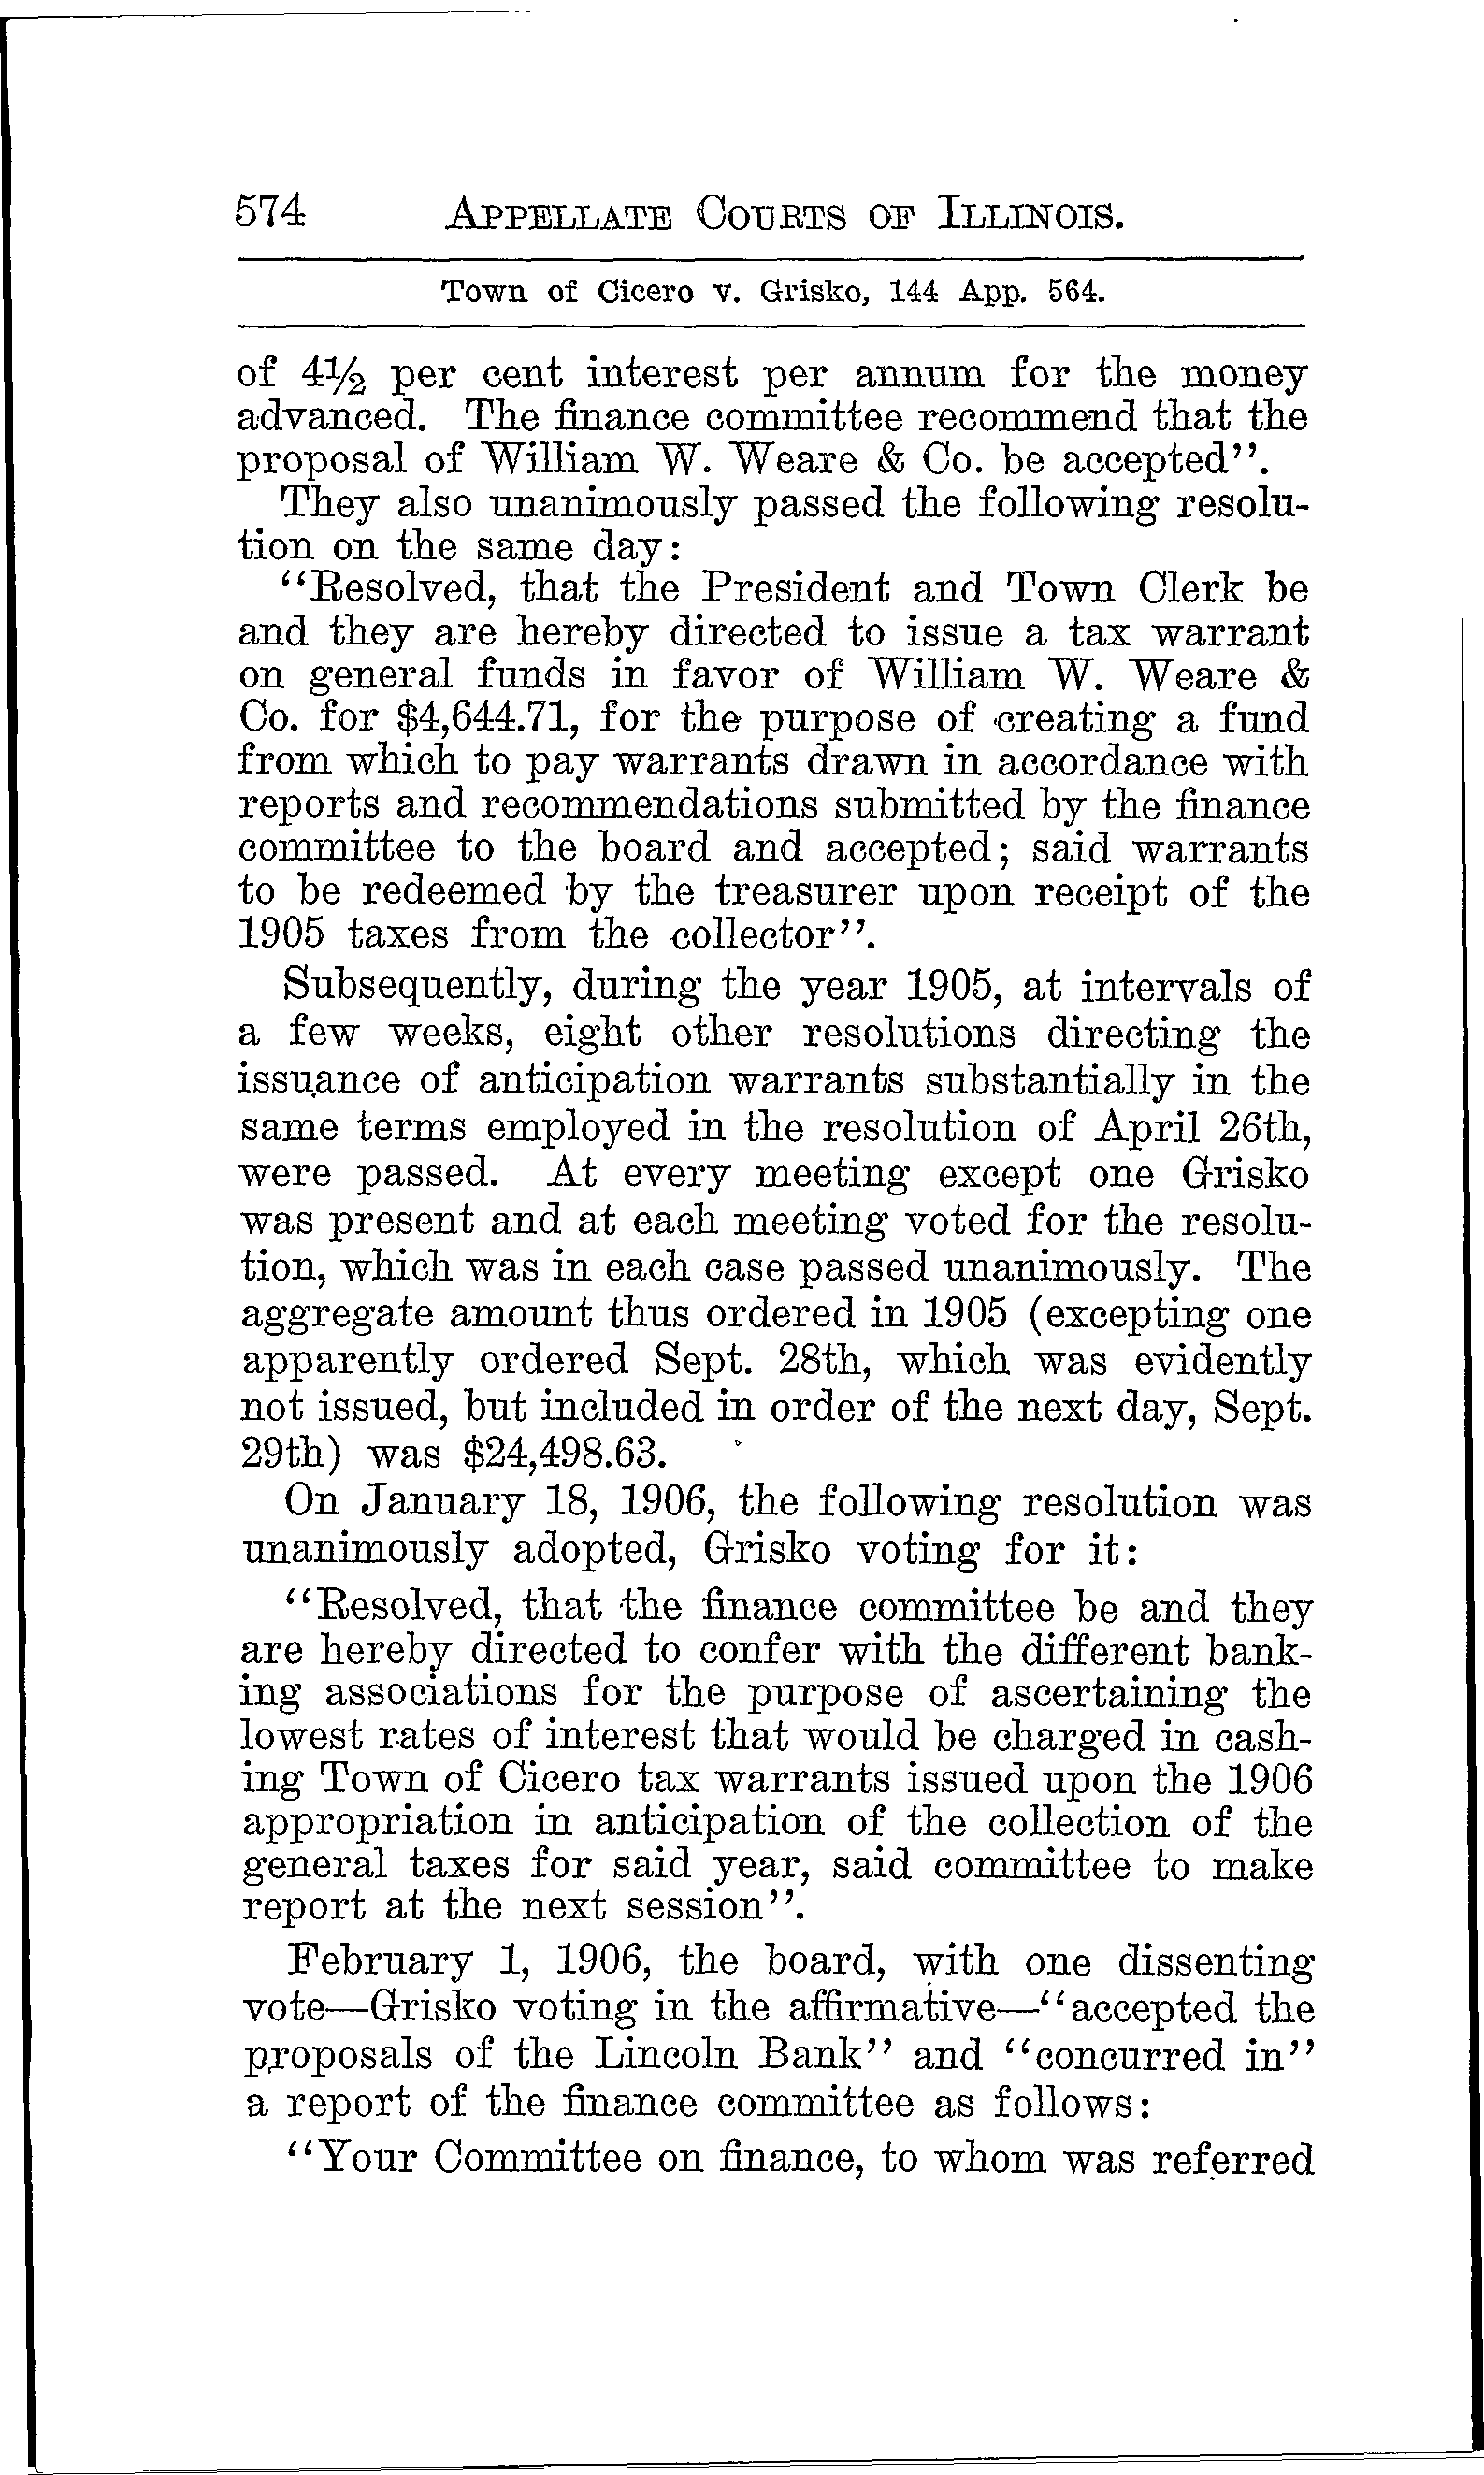 574 APPELLATE COURTS OF ILLINOIS.
Town of Cicero v. Grisko, 144 App. 564.
of 4½ per cent interest per annum for the money
advanced. The finance committee recommend that the
proposal of William W. Weare & Co. be accepted''.
They also unanimously passed the following resolu-
tion on the same day:
''Resolved, that the President and Town Clerk be
and they are hereby directed to issue a tax warrant
on general funds in favor of William W. Weare &
Co. for $4,644.71, for the purpose of creating a fund
from which to pay warrants drawn in accordance with
reports and recommendations submitted by the finance
committee to the board and accepted; said warrants
to be redeemed by the treasurer upon receipt of the
1905 taxes from the collector''.
Subsequently, during the year 1905, at intervals of
a few weeks, eight other resolutions directing the
issuance of anticipation warrants substantially in the
same terms employed in the resolution of April 26th,
were passed. At every meeting except one Grisko
was present and at each meeting voted for the resolu-
tion, which was in each case passed unanimously. The
aggregate amount thus ordered in 1905 (excepting one
apparently ordered Sept. 28th, which was evidently
not issued, but included in order of the next day, Sept.
29th) was $24,498.63.
On January 18, 1906, the following resolution was
unanimously adopted, Grisko voting for it:
''Resolved, that the finance committee be and they
are hereby directed to confer with the different bank-
ing associations for the purpose of ascertaining the
lowest rates of interest that would be charged in cash-
ing Town of Cicero tax warrants issued upon the 1906
appropriation in anticipation of the collection of the
general taxes for said year, said committee to make
report at the next session''.
February 1, 1906, the board, with one dissenting
vote—Grisko voting in the affirmative—''accepted the
proposals of the Lincoln Bank'' and ''concurred in''
a report of the finance committee as follows:
''Your Committee on finance, to whom was referred